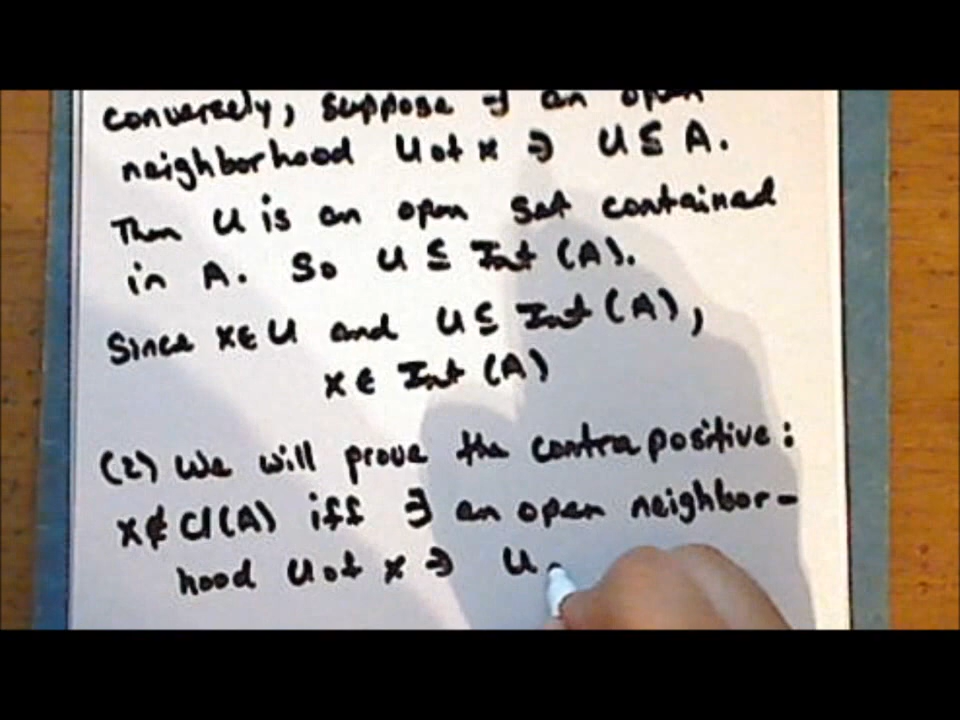 conversely, suppose ∃ an open
neighborhood U of x ∋ U ⊆ A.
Then U is an open set contained
in A. So U ⊆ Int (A).
Since x∈U and U ⊆ Int (A),
x ∈ Int (A)
(2) We will prove the contrapositive:
x∉Cl(A) iff ∃ an open neighbor-
hood U of x ∋ U